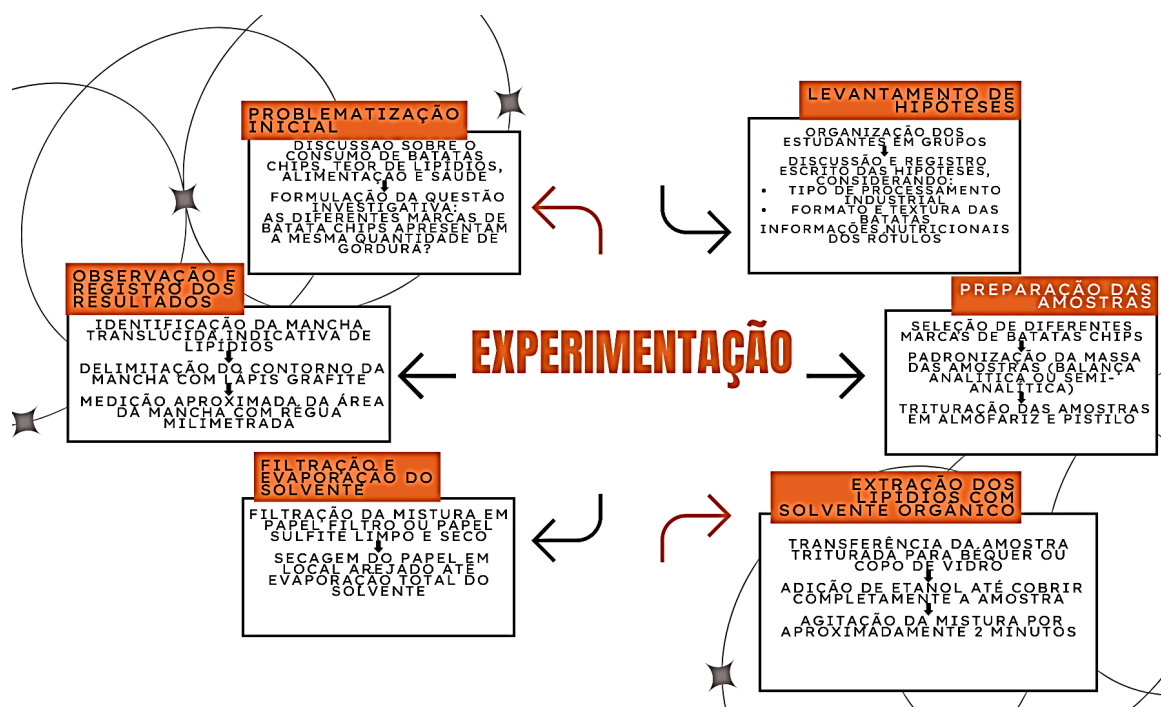 PROBLEMATIZAÇÃO
INICIAL
DISCUSSÃO SOBRE O
CONSUMO DE BATATAS
CHIPS, TEOR DE LIPÍDIOS,
ALIMENTAÇÃO E SAÚDE
FORMULAÇÃO DA QUESTÃO
INVESTIGATIVA:
AS DIFERENTES MARCAS DE
BATATA CHIPS APRESENTAM
A MESMA QUANTIDADE DE
GORDURA?
LEVANTAMENTO DE
HIPÓTESES
ORGANIZAÇÃO DOS
ESTUDANTES EM GRUPOS
DISCUSSÃO E REGISTRO
ESCRITO DAS HIPÓTESES,
CONSIDERANDO:
• TIPO DE PROCESSAMENTO
INDUSTRIAL
• FORMATO E TEXTURA DAS
BATATAS
INFORMAÇÕES NUTRICIONAIS
DOS RÓTULOS
OBSERVAÇÃO E
REGISTRO DOS
RESULTADOS
IDENTIFICAÇÃO DA MANCHA
TRANSLÚCIDA INDICATIVA DE
LIPÍDIOS
DELIMITAÇÃO DO CONTORNO DA
MANCHA COM LÁPIS GRAFITE
MEDIÇÃO APROXIMADA DA ÁREA
DA MANCHA COM RÉGUA
MILIMETRADA
EXPERIMENTAÇÃO
PREPARAÇÃO DAS
AMOSTRAS
SELEÇÃO DE DIFERENTES
MARCAS DE BATATAS CHIPS
PADRONIZAÇÃO DA MASSA
DAS AMOSTRAS (BALANÇA
ANALÍTICA OU SEMI-
ANALÍTICA)
TRITURAÇÃO DAS AMOSTRAS
EM ALMOFARIZ E PISTILO
FILTRAÇÃO E
EVAPORAÇÃO DO
SOLVENTE
FILTRAÇÃO DA MISTURA EM
PAPEL FILTRO OU PAPEL
SULFITE LIMPO E SECO
SECAGEM DO PAPEL EM
LOCAL AREJADO ATÉ
EVAPORAÇÃO TOTAL DO
SOLVENTE
EXTRAÇÃO DOS
LIPÍDIOS COM
SOLVENTE ORGÂNICO
TRANSFERÊNCIA DA AMOSTRA
TRITURADA PARA BÉQUER OU
COPO DE VIDRO
ADIÇÃO DE ETANOL ATÉ COBRIR
COMPLETAMENTE A AMOSTRA
AGITAÇÃO DA MISTURA POR
APROXIMADAMENTE 2 MINUTOS